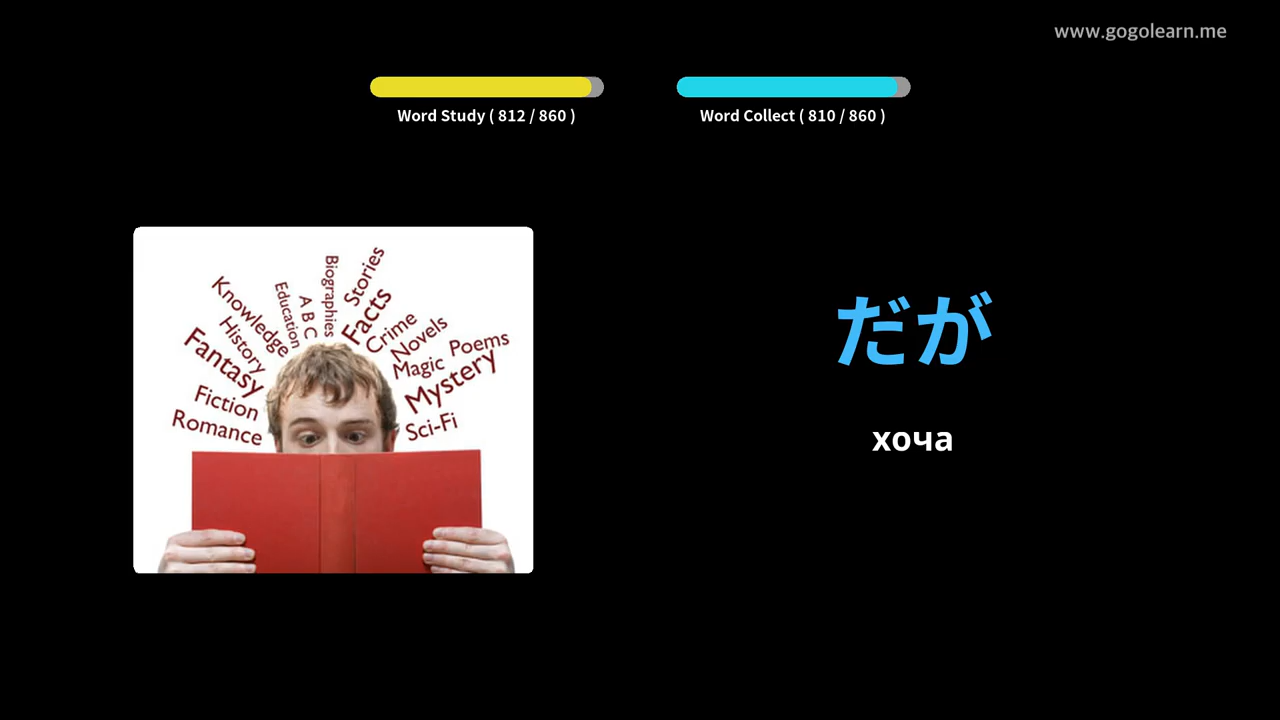 www.gogolearn.me
Word Study ( 812 / 860 )
Word Collect ( 810 / 860 )
Knowledge
Education
A B C
Biographies
Stories
Facts
History
Crime
Novels
Fantasy
Magic
Poems
Mystery
Fiction
Romance
Sci-Fi
だが
хоча